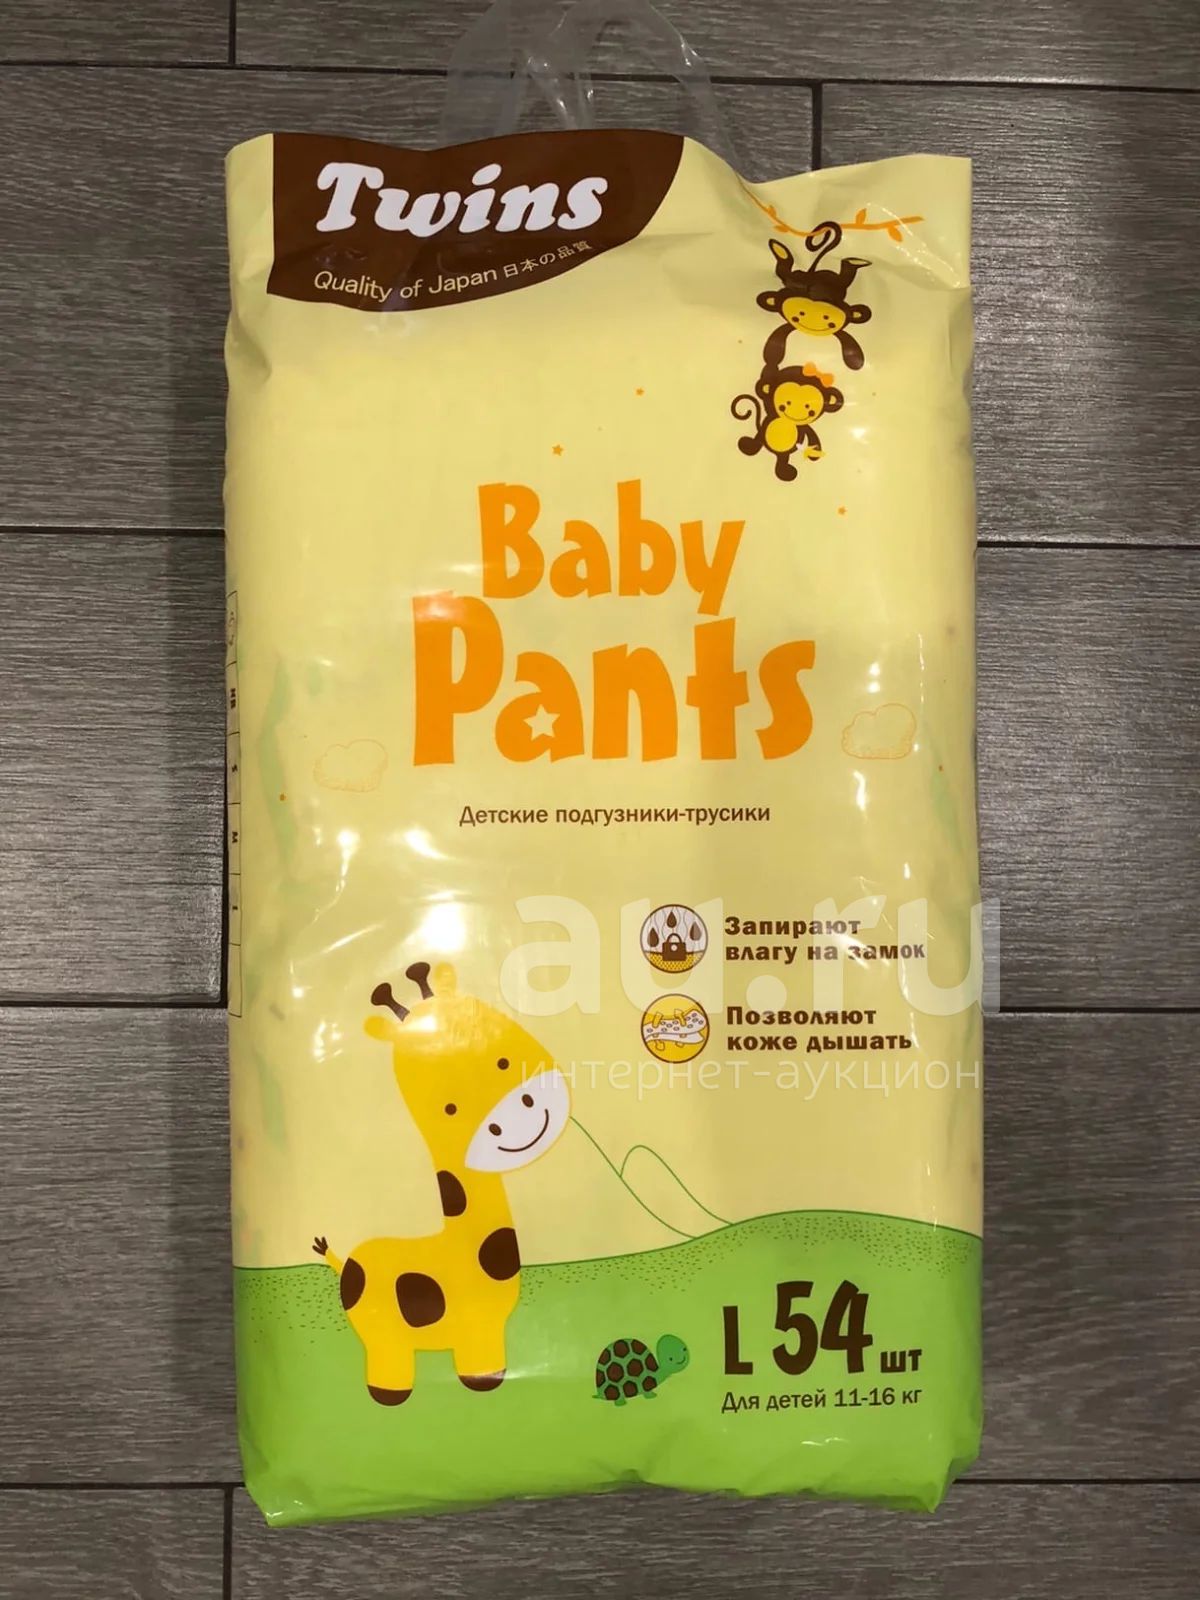 Twins
Quality of Japan 日本の品質
Baby
Pants
Детские подгузники-трусики
Запирают
влагу на замок
Позволяют
коже дышать
au.ru
интернет-аукцион
NB
S
M
L
L 54 шт
Для детей 11-16 кг